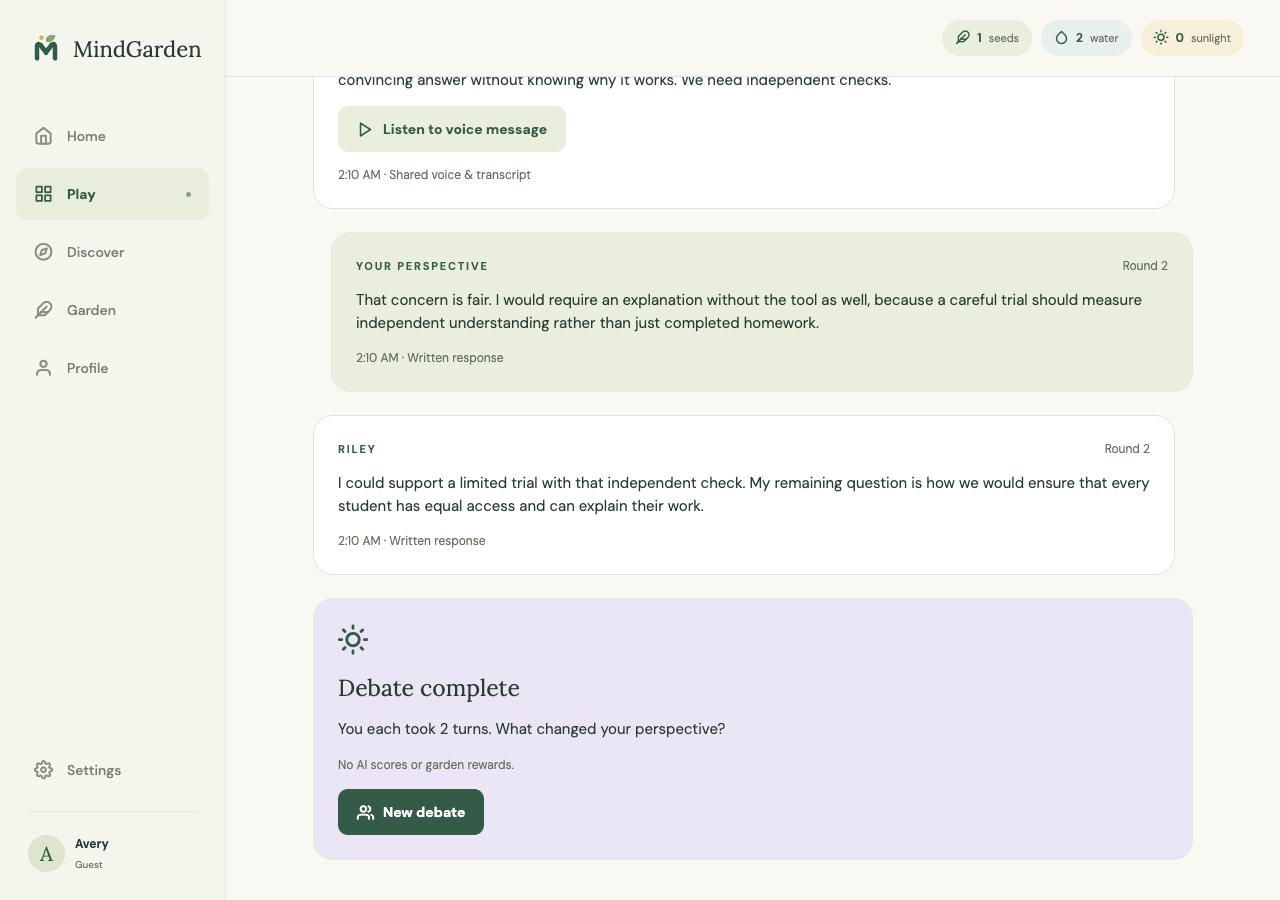 MindGarden
1 seeds
2 water
0 sunlight
Home
Play
Discover
Garden
Profile
Settings
A
Avery
Guest
convincing answer without knowing why it works. We need independent checks.
Listen to voice message
2:10 AM · Shared voice & transcript
YOUR PERSPECTIVE
Round 2
That concern is fair. I would require an explanation without the tool as well, because a careful trial should measure
independent understanding rather than just completed homework.
2:10 AM · Written response
RILEY
Round 2
I could support a limited trial with that independent check. My remaining question is how we would ensure that every
student has equal access and can explain their work.
2:10 AM · Written response
Debate complete
You each took 2 turns. What changed your perspective?
No AI scores or garden rewards.
New debate